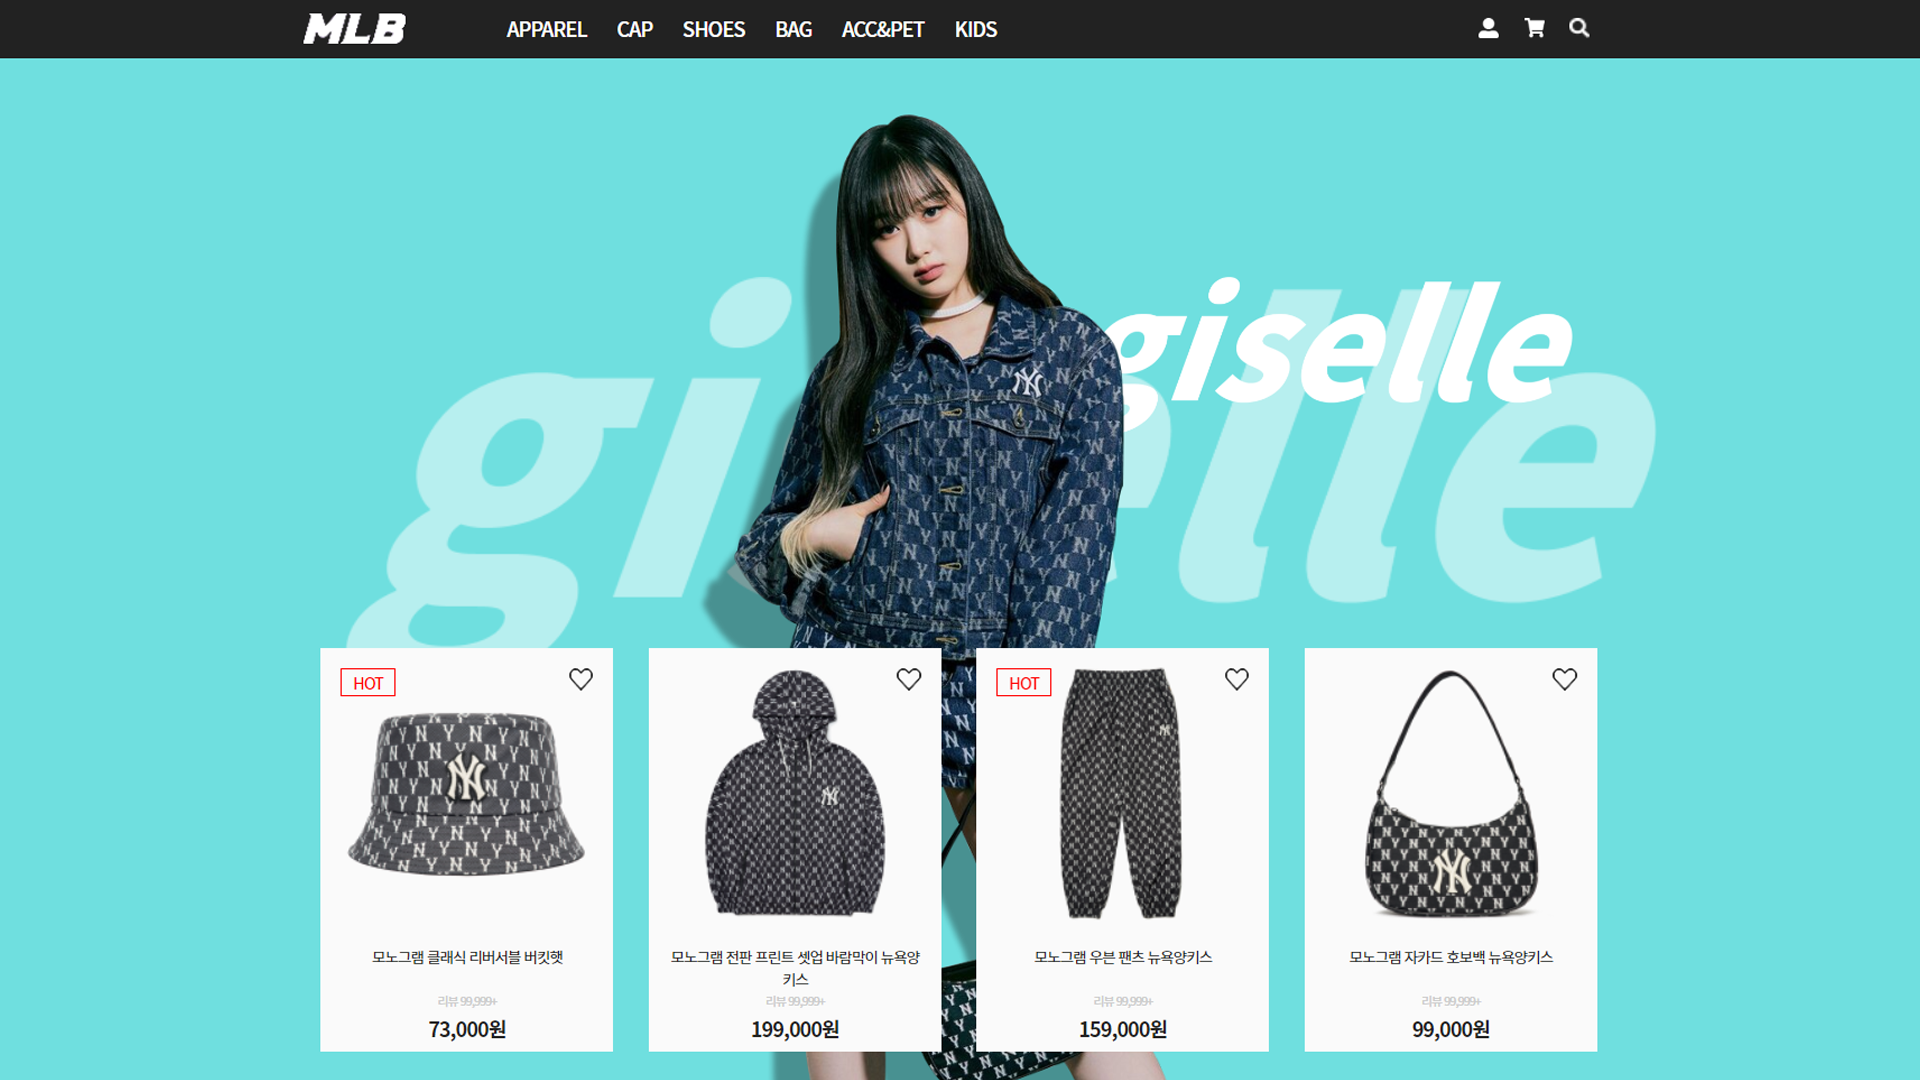 MLB
APPAREL CAP SHOES BAG ACC&PET KIDS
giselle
giselle
HOT
모노그램 클래식 리버서블 버킷햇
리뷰 99,999+
73,000원
모노그램 전판 프린트 셋업 바람막이 뉴욕양
키스
리뷰 99,999+
199,000원
HOT
모노그램 우븐 팬츠 뉴욕양키스
리뷰 99,999+
159,000원
모노그램 자카드 호보백 뉴욕양키스
리뷰 99,999+
99,000원